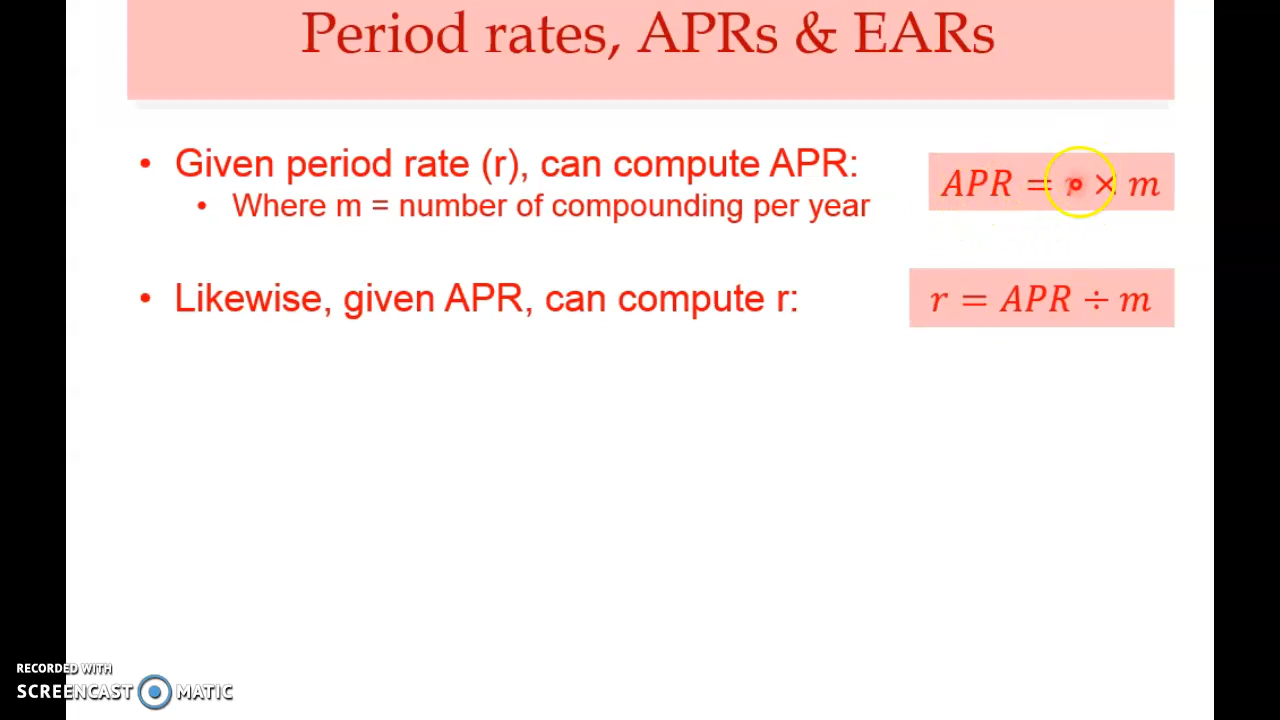 Period rates, APRs & EARs
• Given period rate (r), can compute APR:
APR = r × m
• Where m = number of compounding per year
• Likewise, given APR, can compute r:
r = APR ÷ m
RECORDED WITH
SCREENCAST MATIC